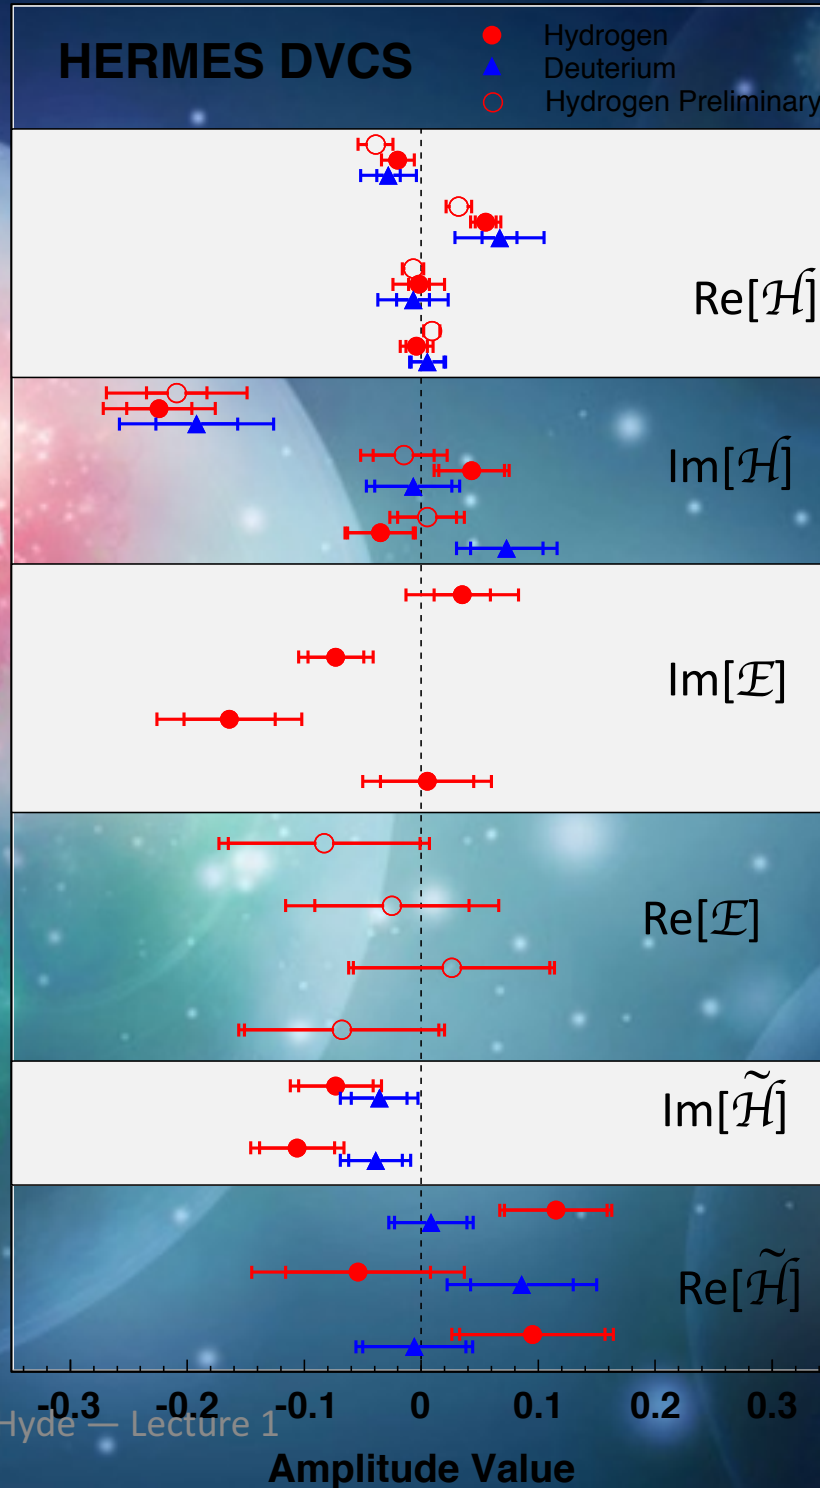 HERMES DVCS
Hydrogen
Deuterium
Hydrogen Preliminary
Re[ℋ]
Im[ℋ]
Im[ℰ]
Re[ℰ]
Im[ℋ̃]
Re[ℋ̃]
-0.3 -0.2 -0.1 0 0.1 0.2 0.3
Hyde — Lecture 1
Amplitude Value